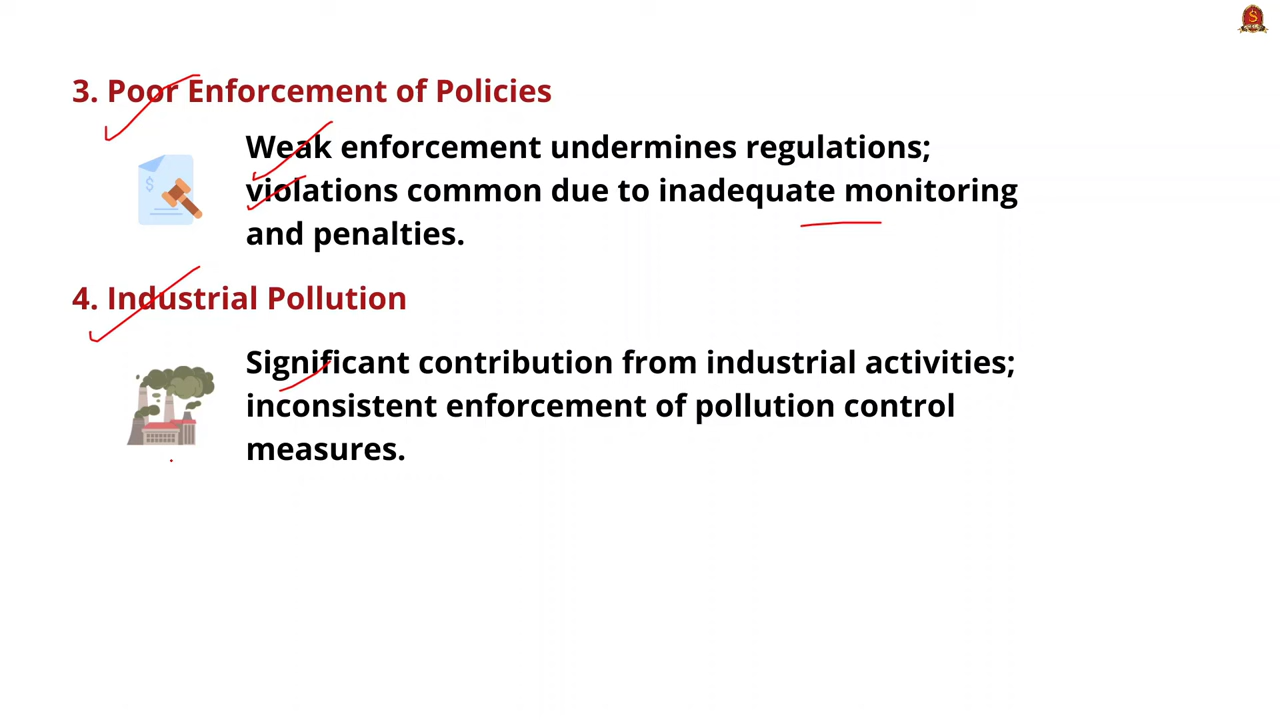 3. Poor Enforcement of Policies
Weak enforcement undermines regulations;
violations common due to inadequate monitoring
and penalties.
4. Industrial Pollution
Significant contribution from industrial activities;
inconsistent enforcement of pollution control
measures.